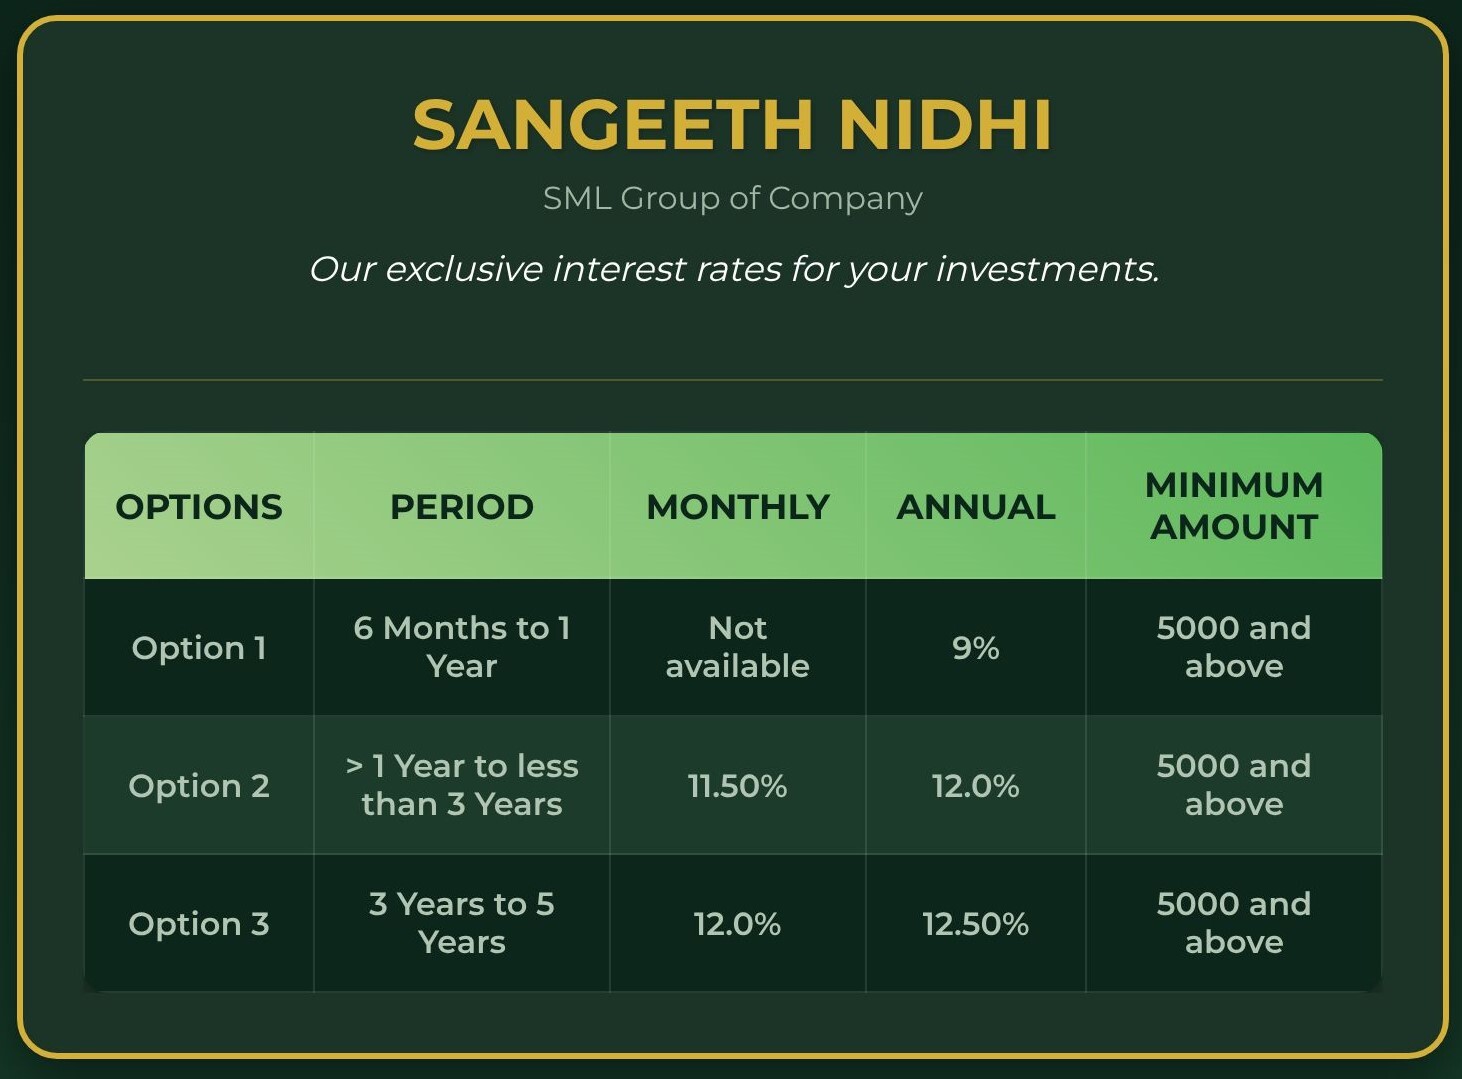 SANGEETH NIDHI
SML Group of Company
Our exclusive interest rates for your investments.
OPTIONS PERIOD MONTHLY ANNUAL MINIMUM AMOUNT
Option 1 6 Months to 1 Year Not available 9% 5000 and above
Option 2 > 1 Year to less than 3 Years 11.50% 12.0% 5000 and above
Option 3 3 Years to 5 Years 12.0% 12.50% 5000 and above